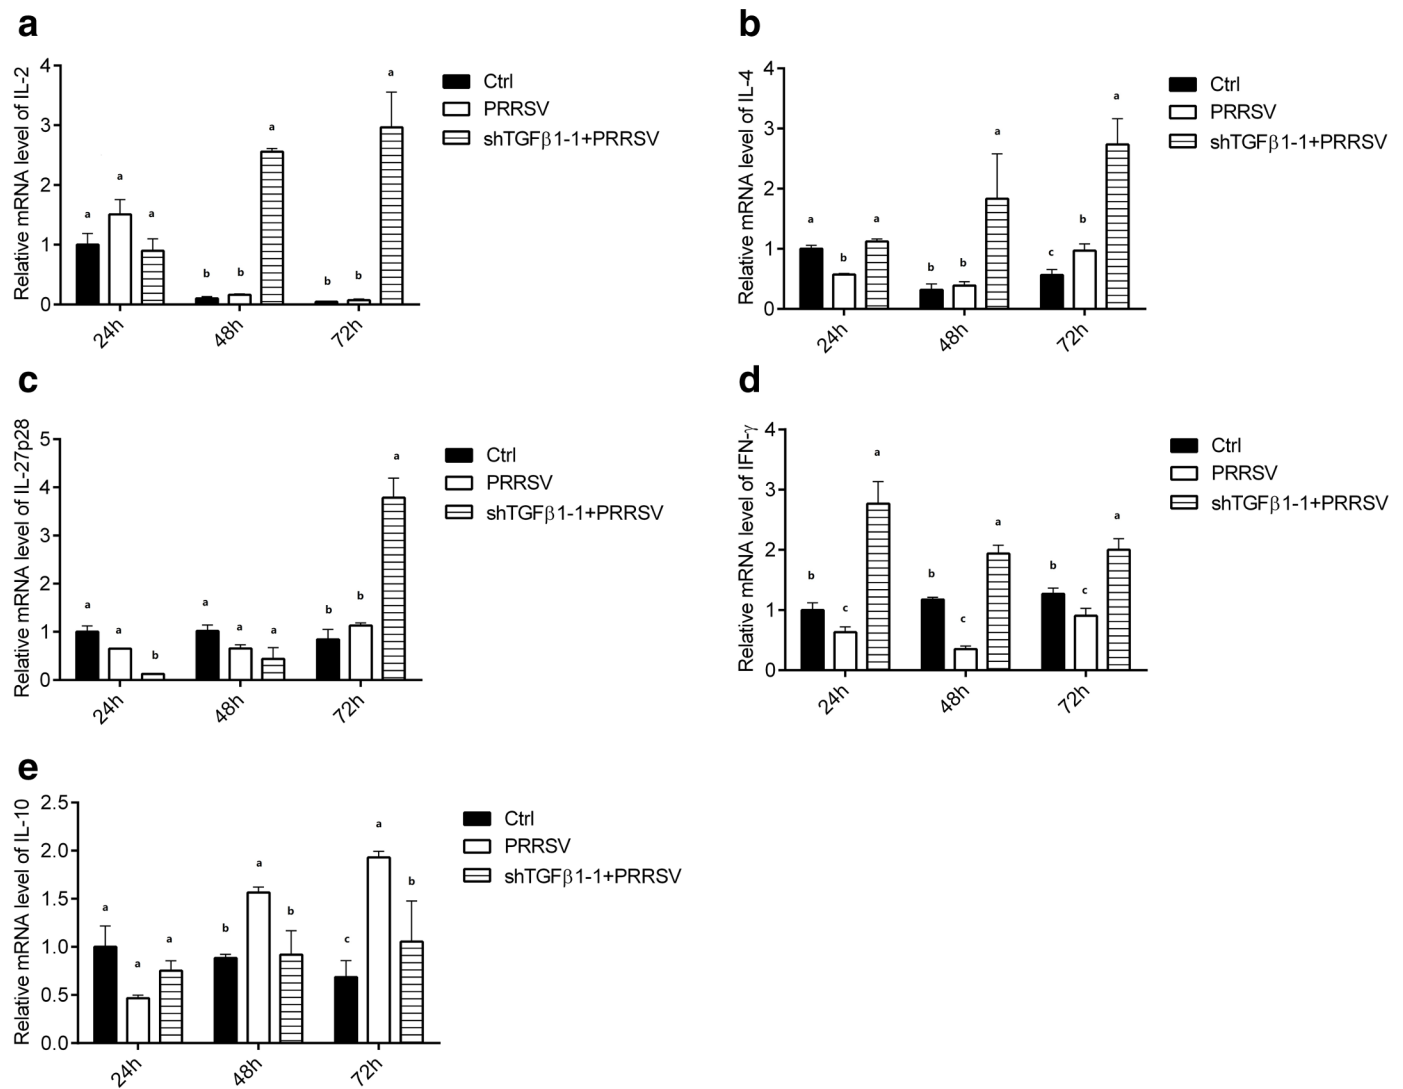 a
Relative mRNA level of IL-2
4
3
2
1
0
a
a
a
b
b
a
b
b
a
24h
48h
72h
Ctrl
PRRSV
shTGFβ1-1+PRRSV
b
Relative mRNA level of IL-4
4
3
2
1
0
a
b
a
b
b
a
c
b
a
24h
48h
72h
Ctrl
PRRSV
shTGFβ1-1+PRRSV
c
Relative mRNA level of IL-27p28
5
4
3
2
1
0
a
a
b
a
a
a
b
b
a
24h
48h
72h
Ctrl
PRRSV
shTGFβ1-1+PRRSV
d
Relative mRNA level of IFN-γ
4
3
2
1
0
b
c
a
b
c
a
b
c
a
24h
48h
72h
Ctrl
PRRSV
shTGFβ1-1+PRRSV
e
Relative mRNA level of IL-10
2.5
2.0
1.5
1.0
0.5
0.0
a
a
a
b
a
b
c
a
b
24h
48h
72h
Ctrl
PRRSV
shTGFβ1-1+PRRSV